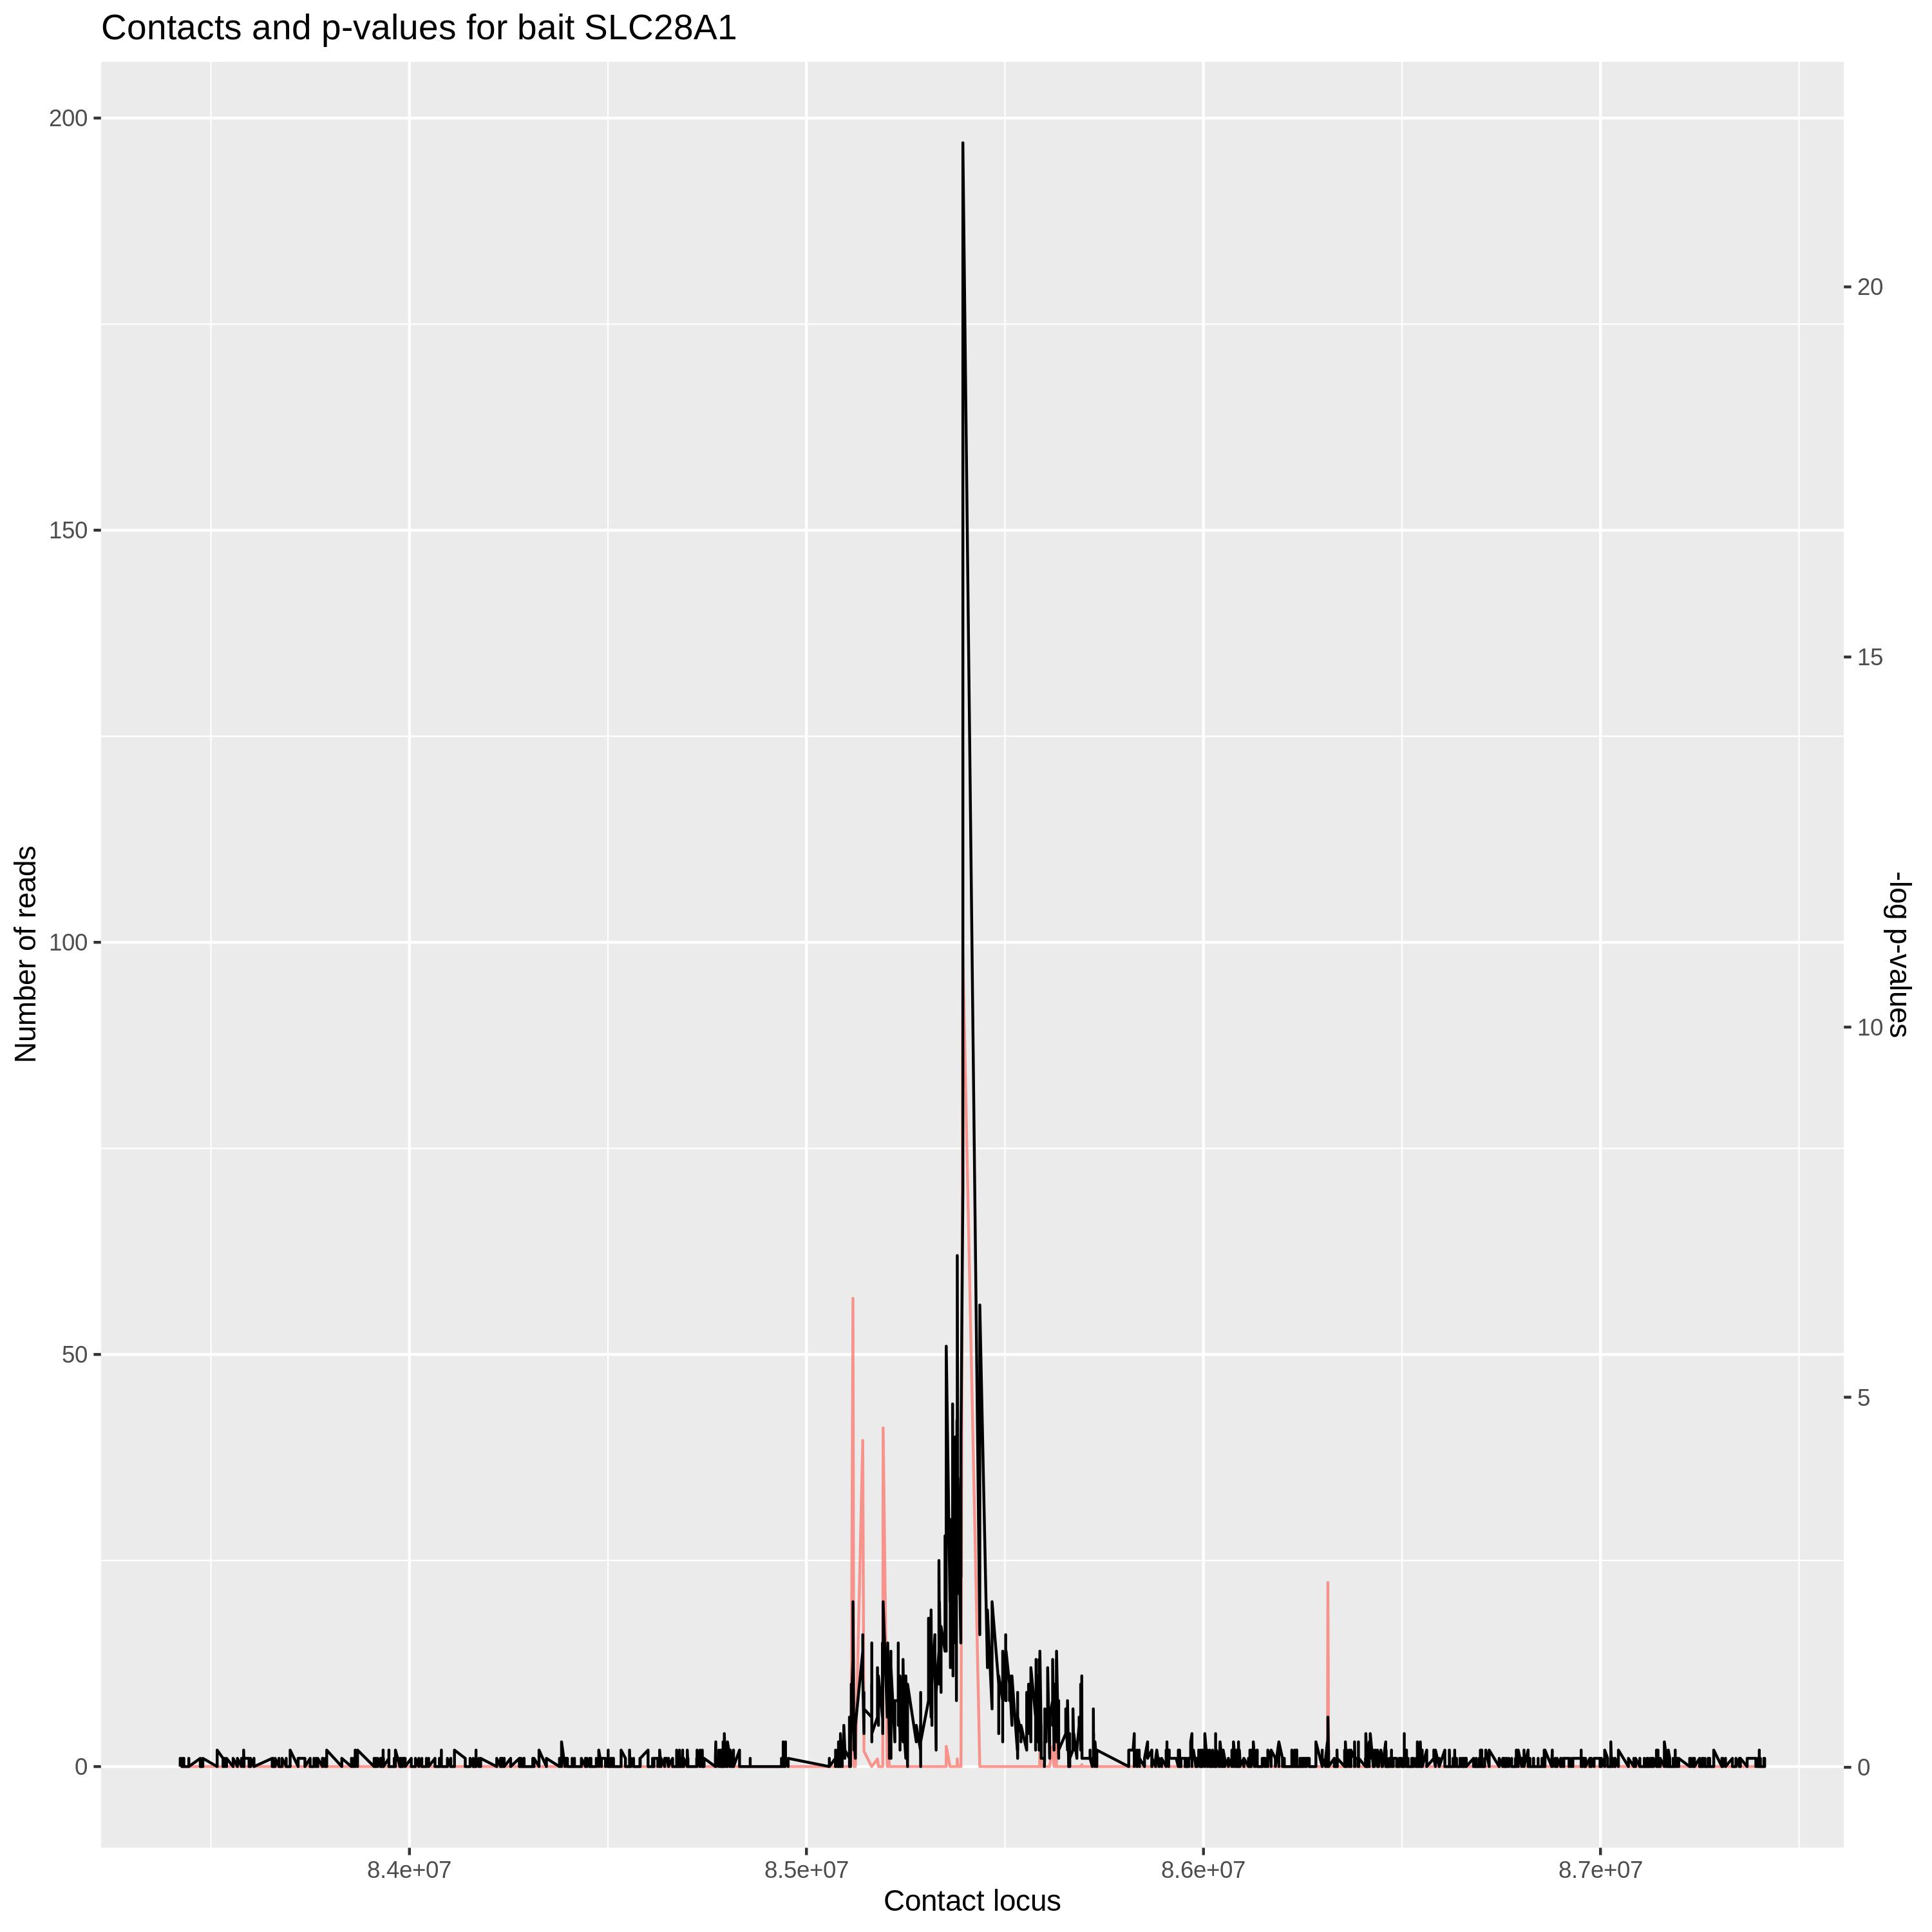 Contacts and p-values for bait SLC28A1
200
150
100
50
0
Number of reads
20
15
10
5
0
-log p-values
8.4e+07
8.5e+07
8.6e+07
8.7e+07
Contact locus